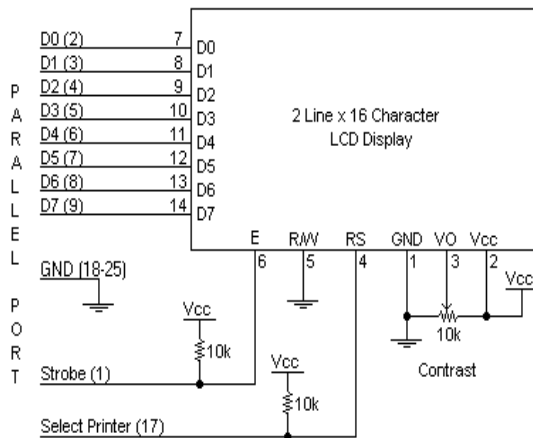 D0 (2) 7 D0
D1 (3) 8 D1
D2 (4) 9 D2
D3 (5) 10 D3
D4 (6) 11 D4
D5 (7) 12 D5
D6 (8) 13 D6
D7 (9) 14 D7
PARALLEL PORT
2 Line x 16 Character
LCD Display
E R/W RS GND VO Vcc
6 5 4 1 3 2
GND (18-25)
Vcc
Vcc
10k
10k
Contrast
Strobe (1)
Vcc
10k
Select Printer (17)